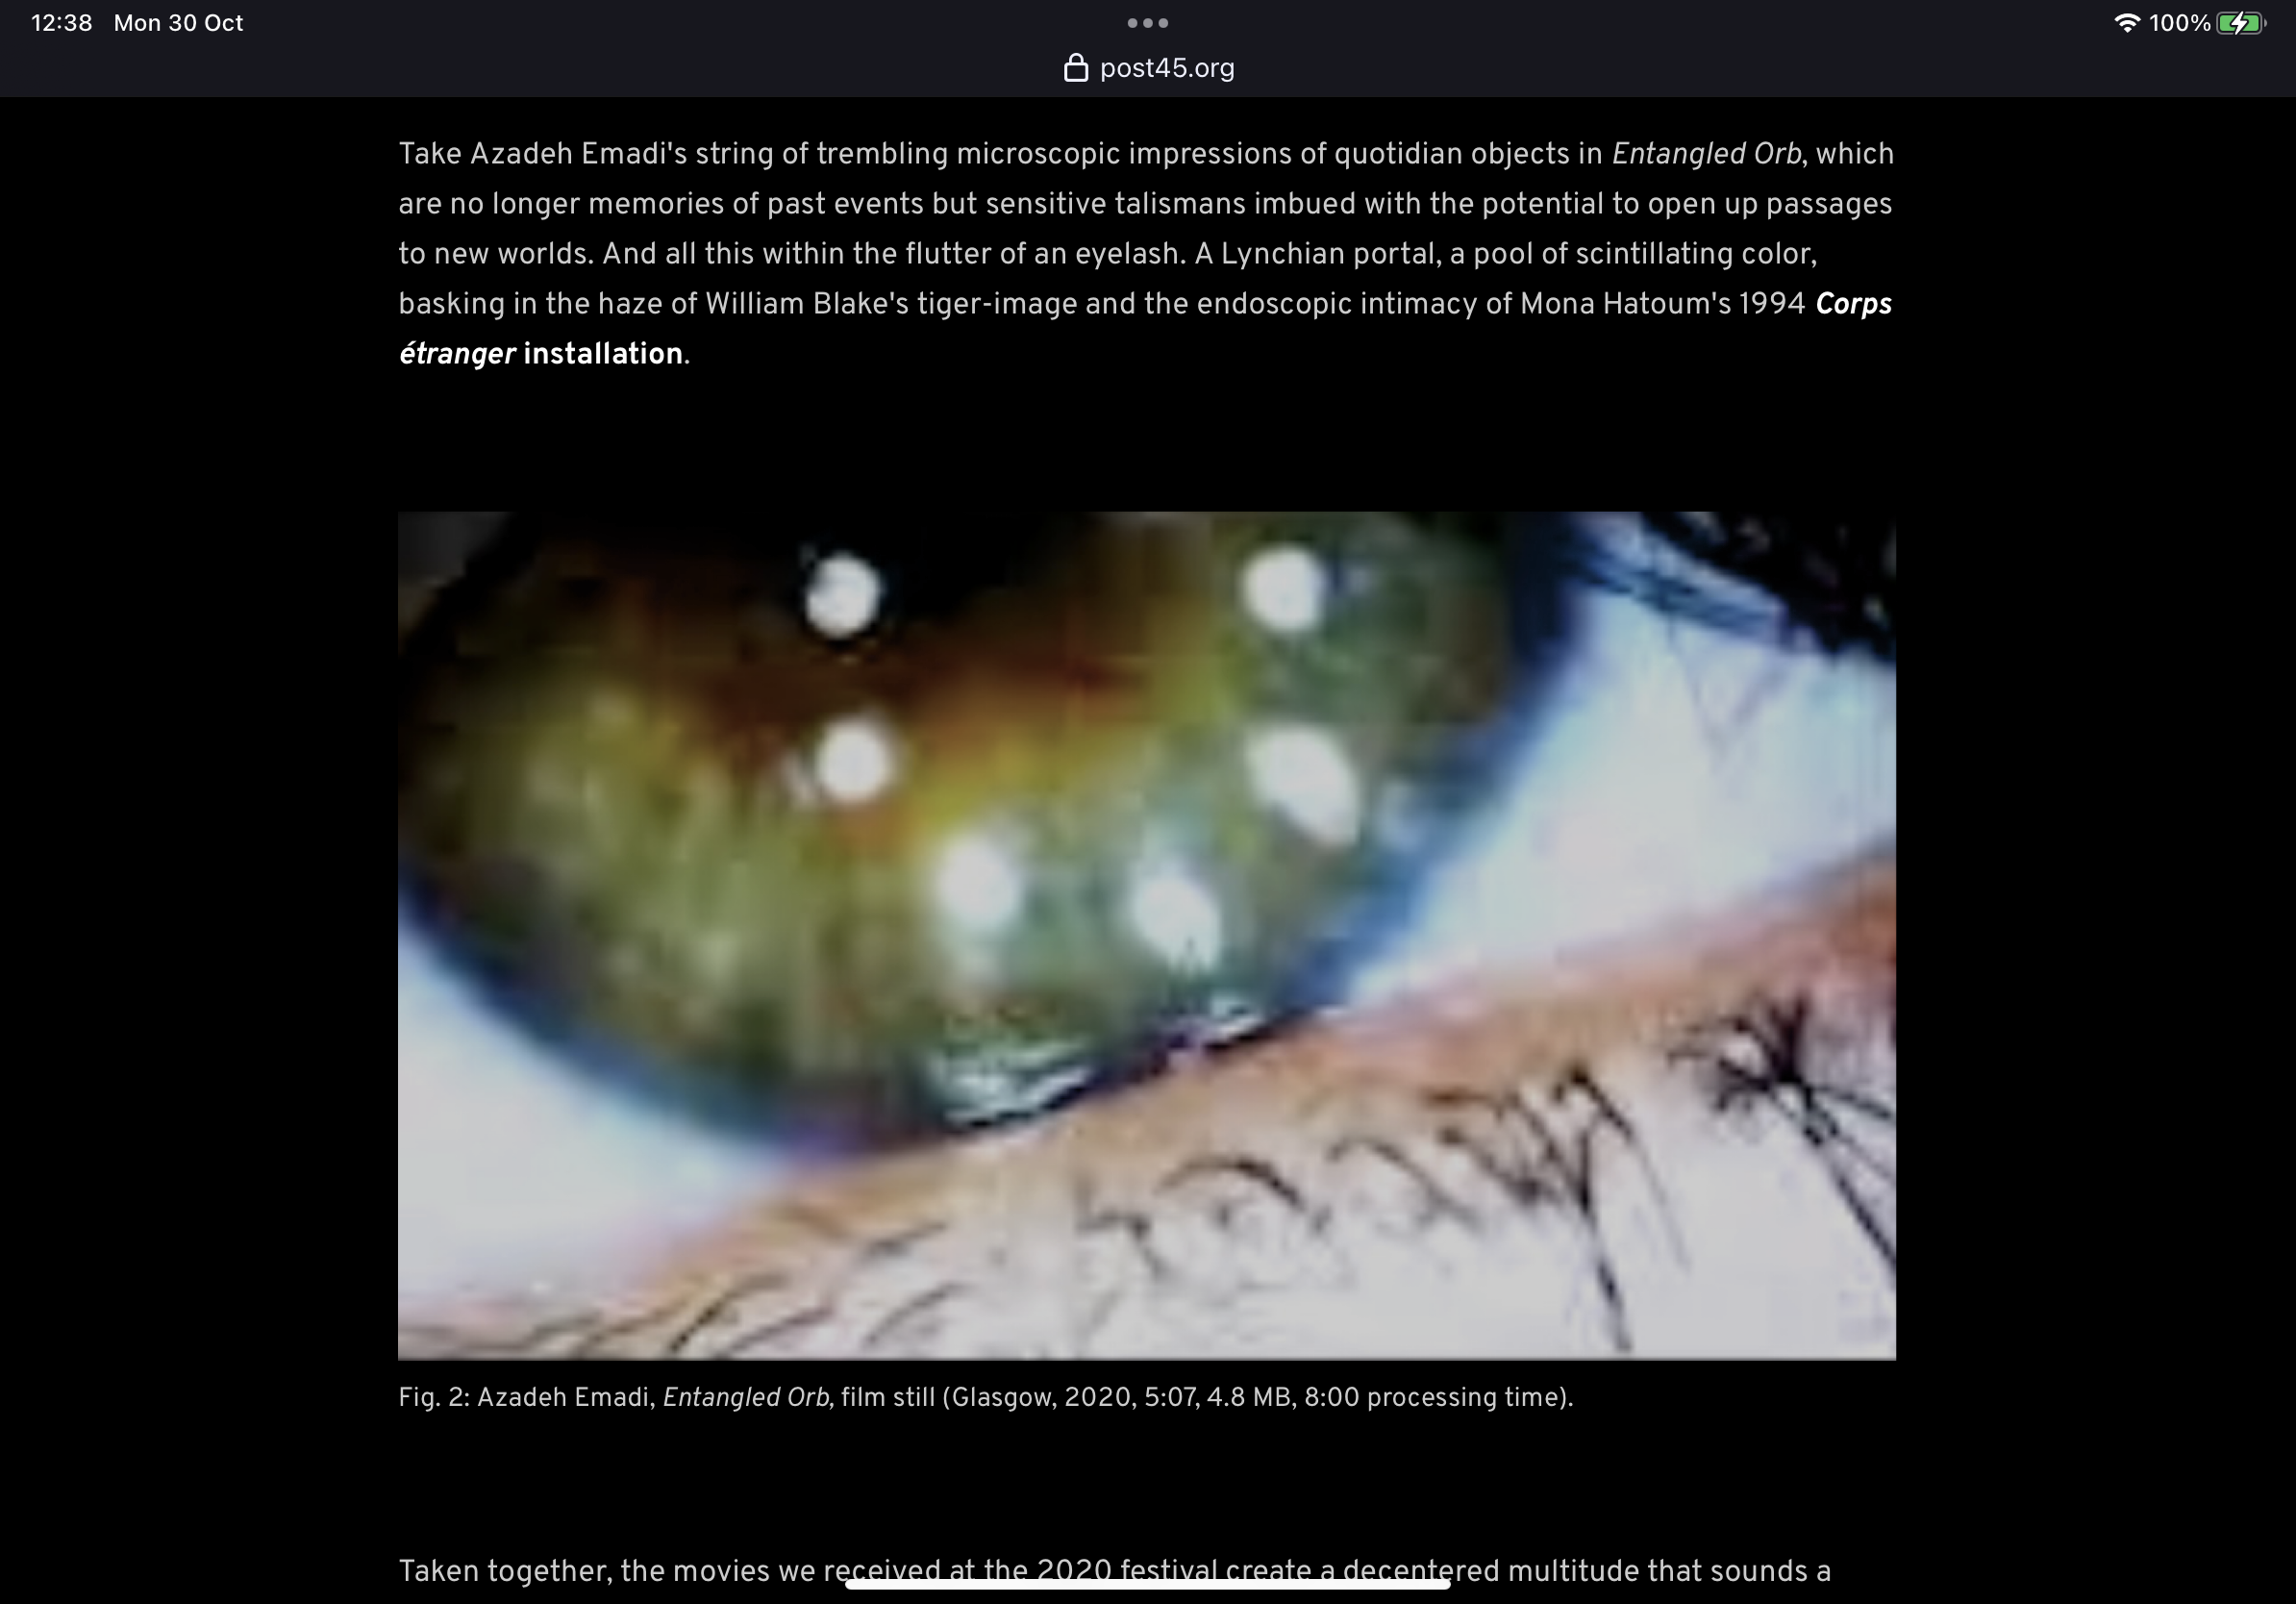 12:38 Mon 30 Oct
100%
post45.org
Take Azadeh Emadi's string of trembling microscopic impressions of quotidian objects in Entangled Orb, which
are no longer memories of past events but sensitive talismans imbued with the potential to open up passages
to new worlds. And all this within the flutter of an eyelash. A Lynchian portal, a pool of scintillating color,
basking in the haze of William Blake's tiger-image and the endoscopic intimacy of Mona Hatoum's 1994 Corps
étranger installation.
Fig. 2: Azadeh Emadi, Entangled Orb, film still (Glasgow, 2020, 5:07, 4.8 MB, 8:00 processing time).
Taken together, the movies we received at the 2020 festival create a decentered multitude that sounds a